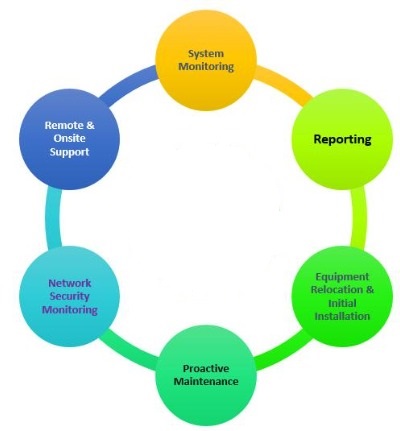 System
Monitoring
Reporting
Equipment
Relocation &
Initial
Installation
Proactive
Maintenance
Network
Security
Monitoring
Remote &
Onsite
Support